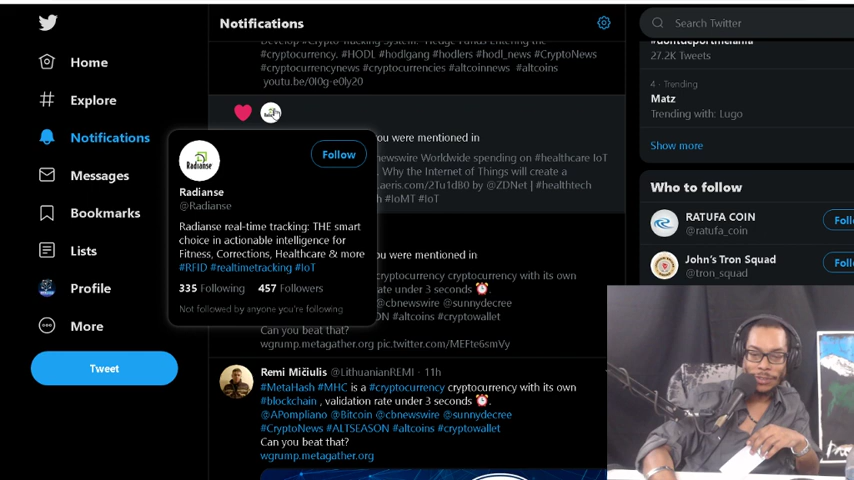 Home
Explore
Notifications
Messages
Bookmarks
Lists
Profile
More
Tweet
Notifications
#cryptocurrency. #HODL #hodlgang #hodlers #hodl_news #CryptoNews
#cryptocurrencynews #cryptocurrencies #altcoinnews #altcoins
youtu.be/0I0g-e0ly20
you were mentioned in
newswire Worldwide spending on #healthcare IoT
Why the Internet of Things will create a
.aeris.com/2Tu1dB0 by @ZDNet | #healthtech
h #IoMT #IoT
Radianse
Follow
Radianse
@Radianse
Radianse real-time tracking: THE smart
choice in actionable intelligence for
Fitness, Corrections, Healthcare & more
#RFID #realtimetracking #IoT
335 Following 457 Followers
Not followed by anyone you're following
you were mentioned in
cryptocurrency cryptocurrency with its own
rate under 3 seconds
@cbnewswire @sunnydecree
ON #altcoins #cryptowallet
Can you beat that?
wgrump.metagather.org pic.twitter.com/MEFte6smVy
Remi Mičiulis @LithuanianREMI · 11h
#MetaHash #MHC is a #cryptocurrency cryptocurrency with its own
#blockchain , validation rate under 3 seconds ⏰.
@APompliano @Bitcoin @cbnewswire @sunnydecree
#CryptoNews #ALTSEASON #altcoins #cryptowallet
Can you beat that?
wgrump.metagather.org
Search Twitter
27.2K Tweets
4 · Trending
Matz
Trending with: Lugo
Show more
Who to follow
RATUFA COIN
@ratufa_coin
Foll
John's Tron Squad
@tron_squad
Foll